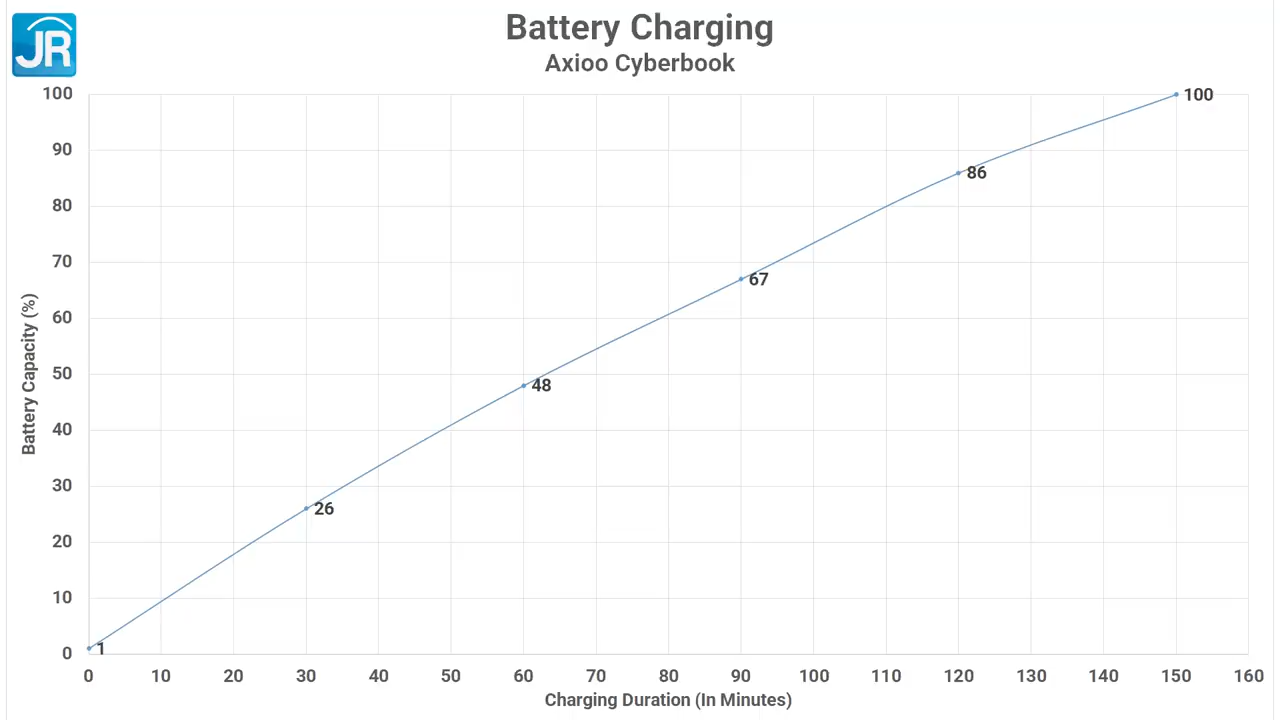 JR
Battery Charging
Axioo Cyberbook
100
90
80
70
60
50
40
30
20
10
0
Battery Capacity (%)
1
26
48
67
86
100
0 10 20 30 40 50 60 70 80 90 100 110 120 130 140 150 160
Charging Duration (In Minutes)